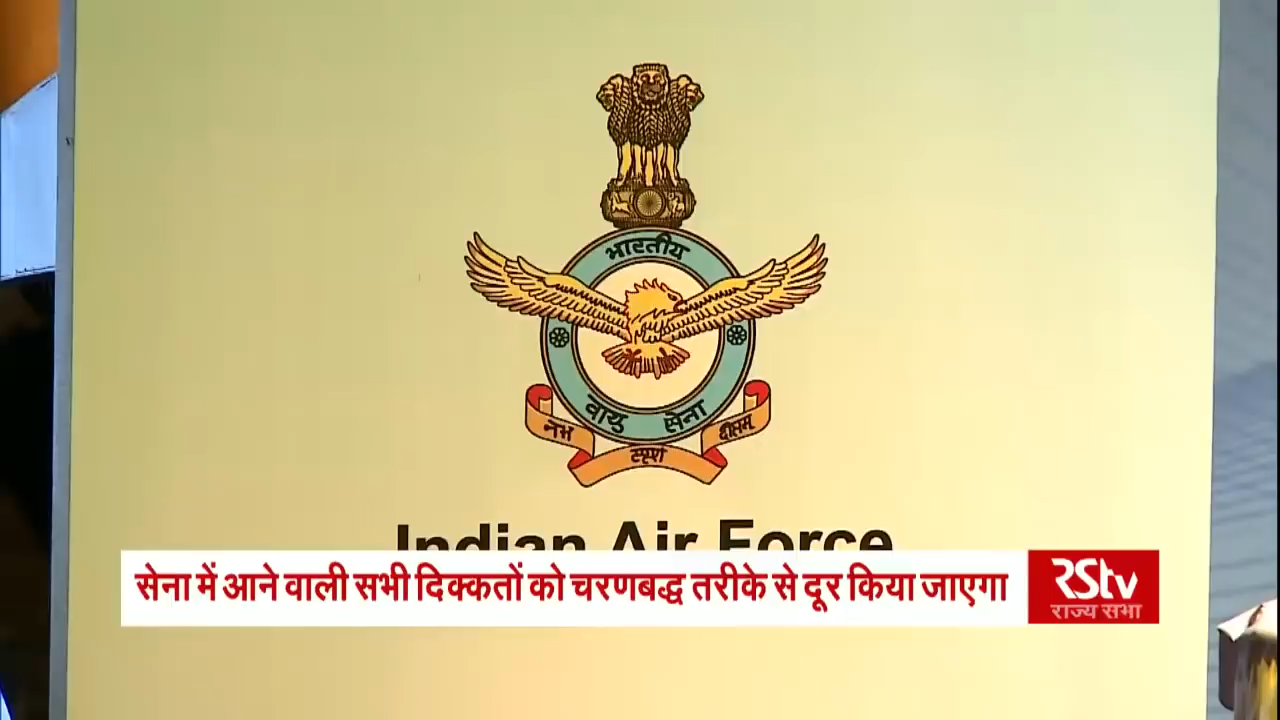 भारतीय
वायु सेना
नभ स्पृशं दीप्तम्
Indian Air Force
सेना में आने वाली सभी दिक्कतों को चरणबद्ध तरीके से दूर किया जाएगा
RStv
राज्य सभा